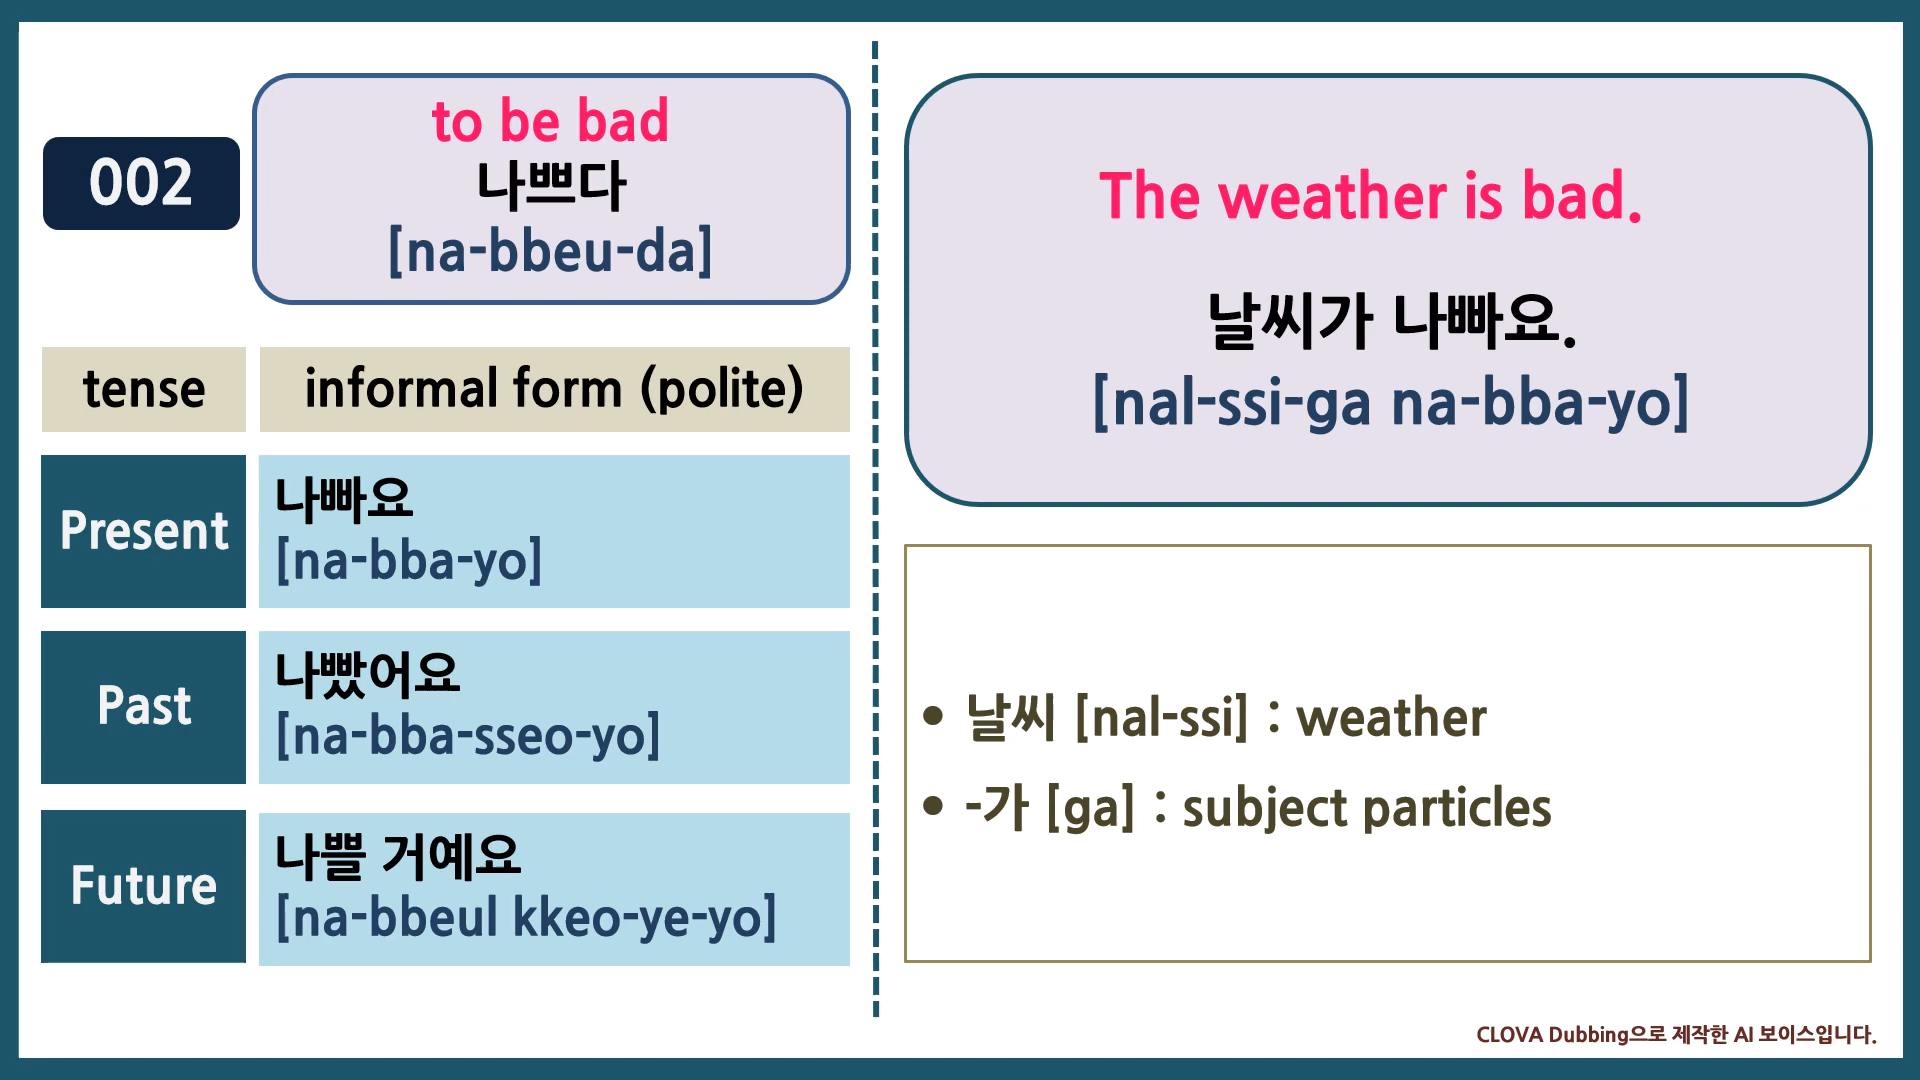 002
to be bad
나쁘다
[na-bbeu-da]
tense
informal form (polite)
Present
나빠요
[na-bba-yo]
Past
나빴어요
[na-bba-sseo-yo]
Future
나쁠 거예요
[na-bbeul kkeo-ye-yo]
The weather is bad.
날씨가 나빠요.
[nal-ssi-ga na-bba-yo]
• 날씨 [nal-ssi] : weather
• -가 [ga] : subject particles
CLOVA Dubbing으로 제작한 AI 보이스입니다.